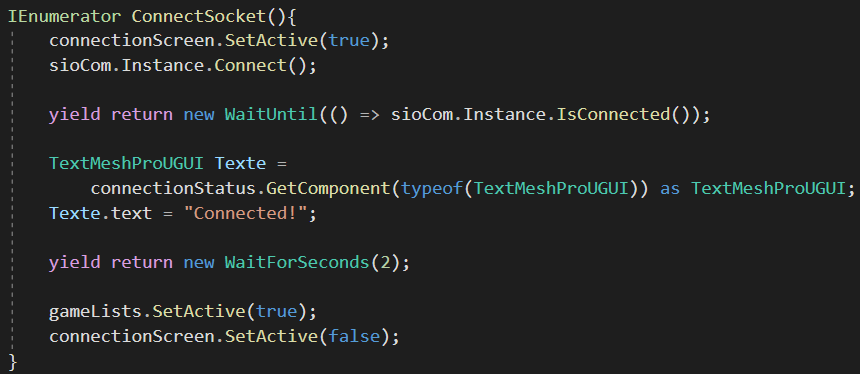 IEnumerator ConnectSocket(){
connectionScreen.SetActive(true);
sioCom.Instance.Connect();
yield return new WaitUntil(() => sioCom.Instance.IsConnected());
TextMeshProUGUI Texte =
connectionStatus.GetComponent(typeof(TextMeshProUGUI)) as TextMeshProUGUI;
Texte.text = "Connected!";
yield return new WaitForSeconds(2);
gameLists.SetActive(true);
connectionScreen.SetActive(false);
}